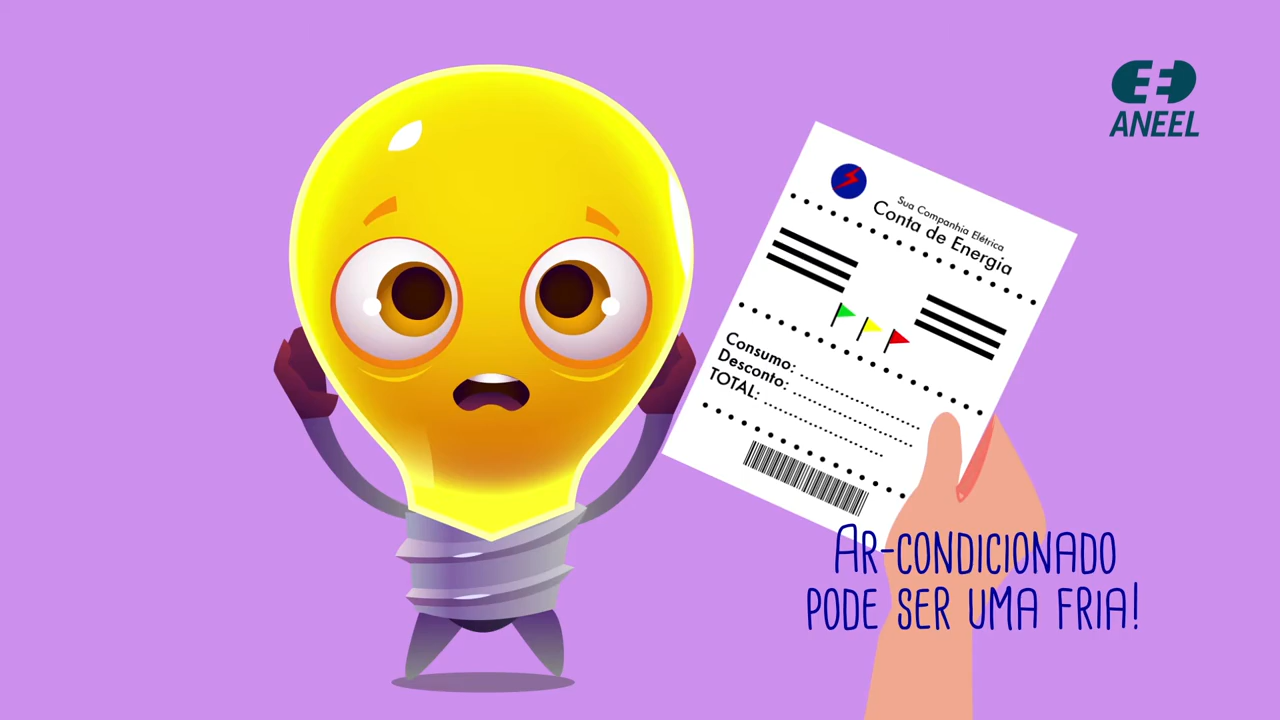 ANEEL
Sua Companhia Elétrica
Conta de Energia
Consumo:
Desconto:
TOTAL:
AR-CONDICIONADO
PODE SER UMA FRIA!